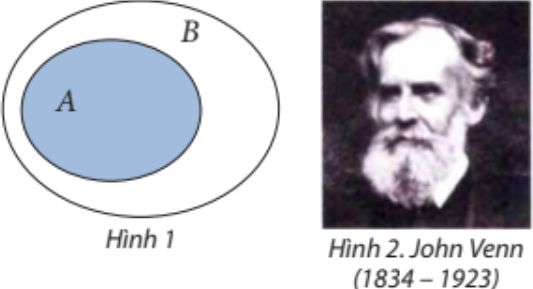 B
A
Hình 1
Hình 2. John Venn
(1834 – 1923)